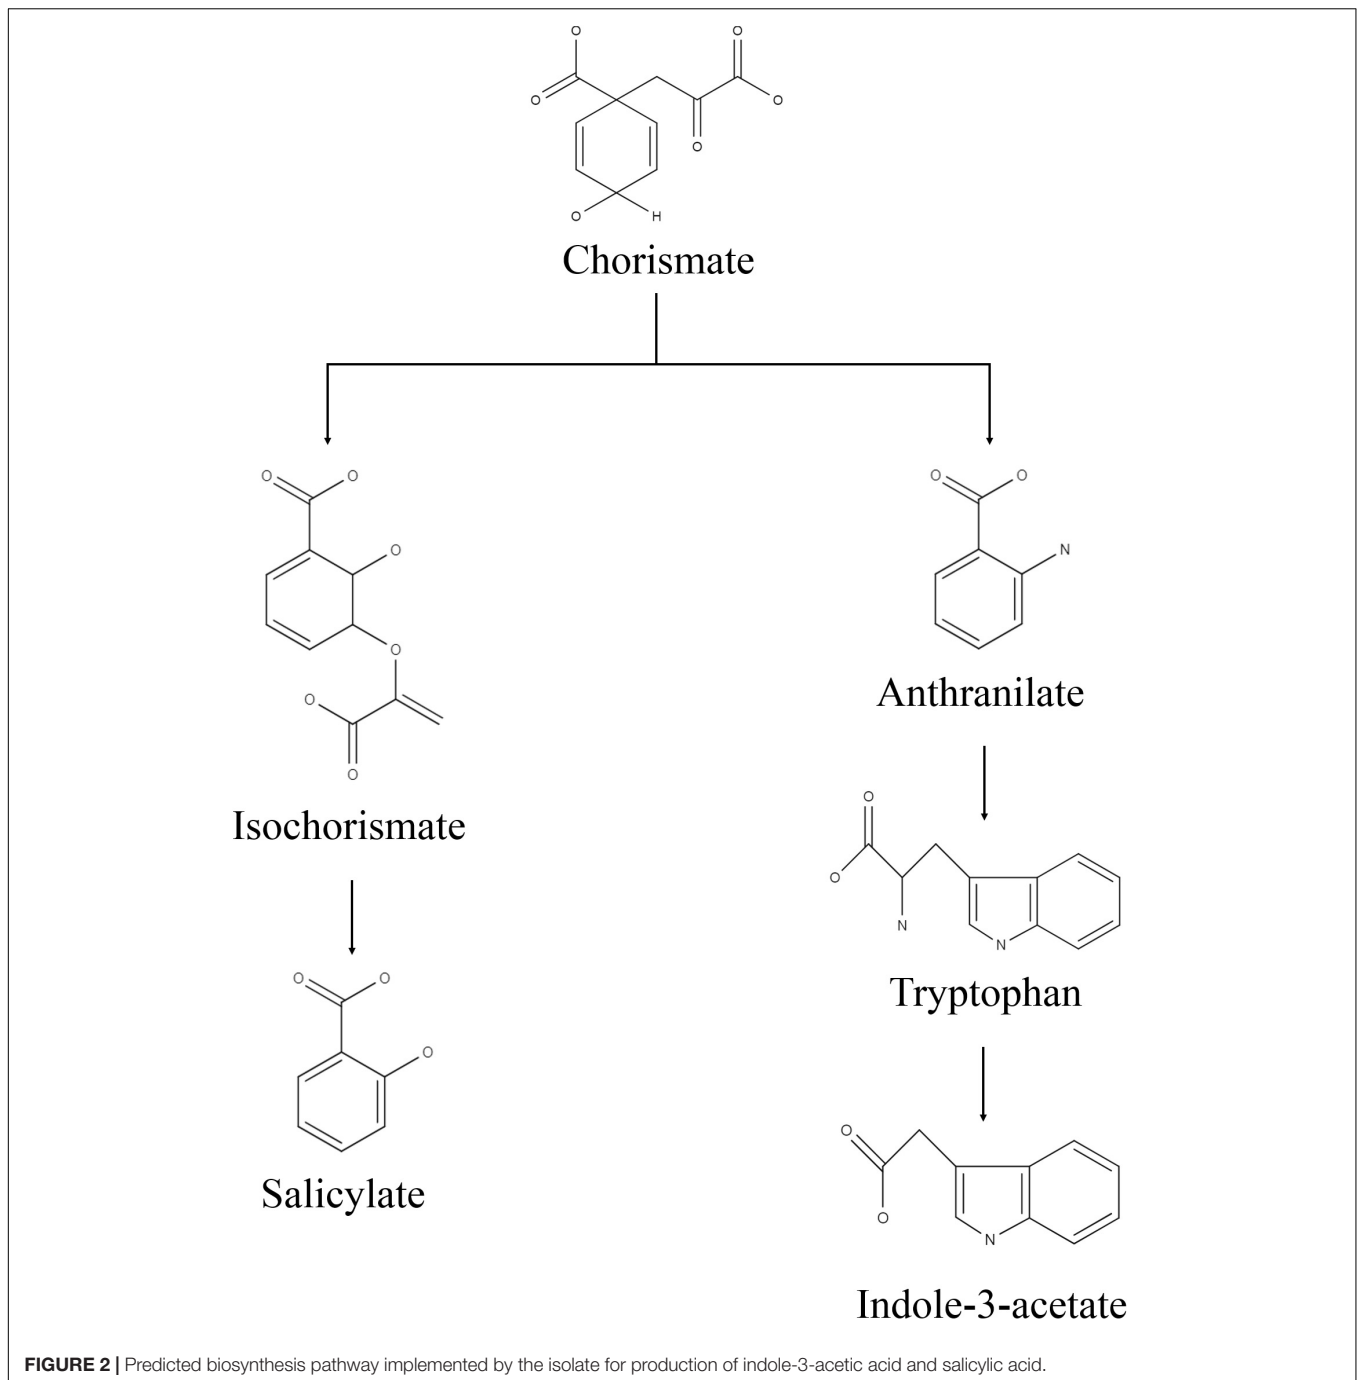 O
O
O
O
O
O
H
Chorismate
O
O
O
O
O
O
Isochorismate
O
O
N
Anthranilate
O
O
N
N
Tryptophan
O
O
O
Salicylate
O
O
N
Indole-3-acetate
FIGURE 2 | Predicted biosynthesis pathway implemented by the isolate for production of indole-3-acetic acid and salicylic acid.